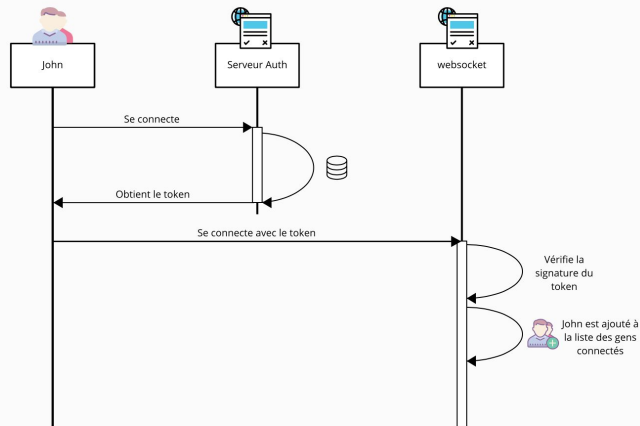 John
Serveur Auth
websocket
Se connecte
Obtient le token
Se connecte avec le token
Vérifie la
signature du
token
John est ajouté à
la liste des gens
connectés